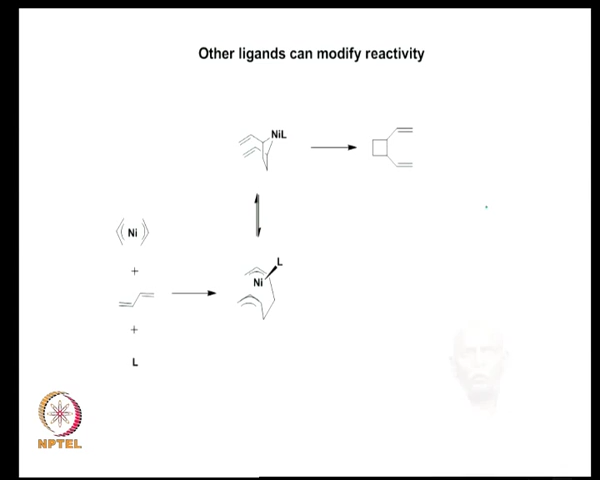 Other ligands can modify reactivity
NiL
Ni
+
L
Ni
+
L
NPTEL